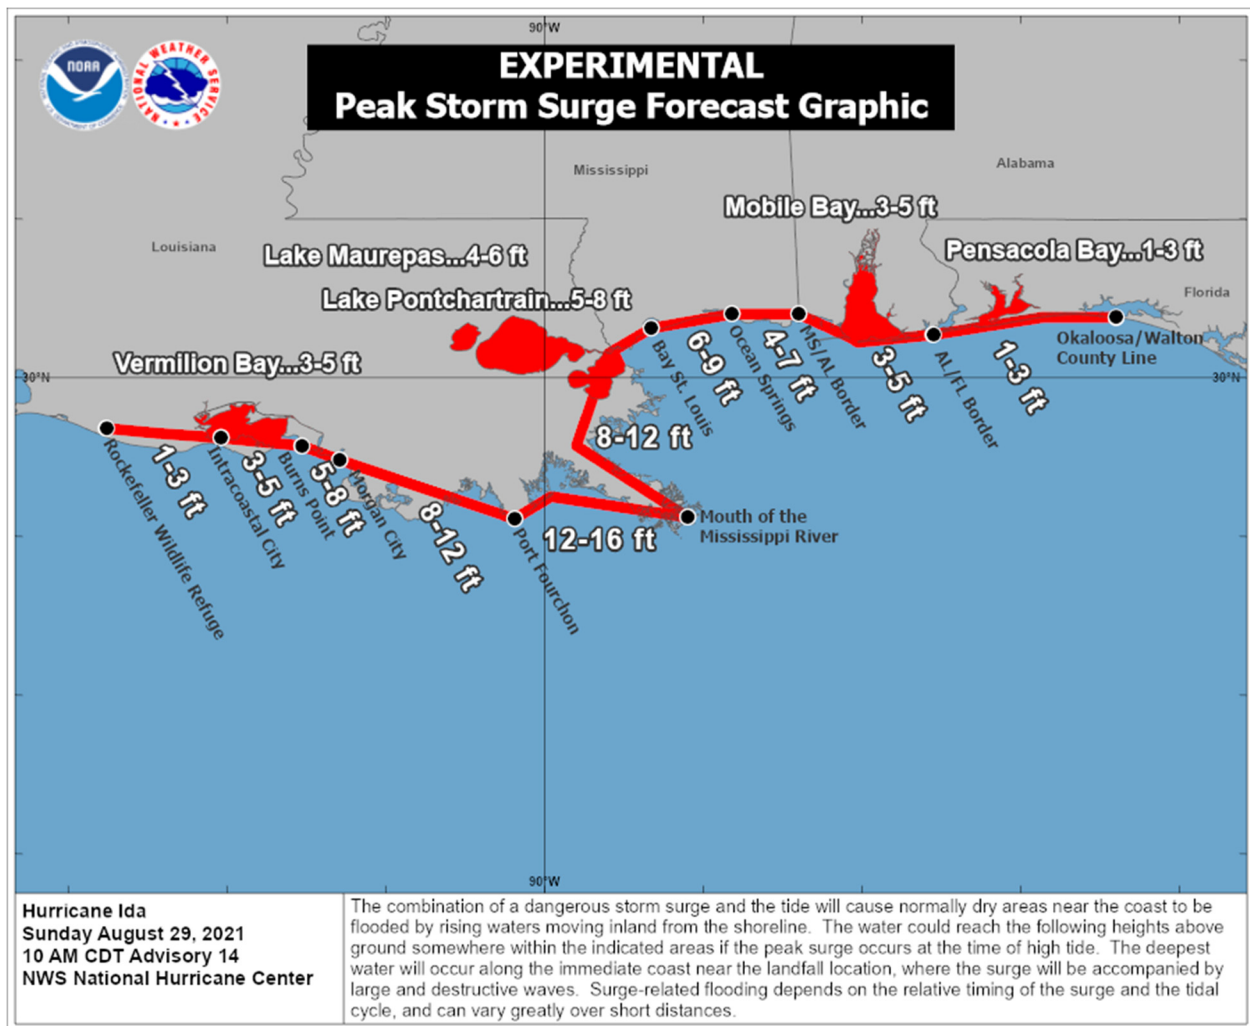 90°W
EXPERIMENTAL
Peak Storm Surge Forecast Graphic
NOAA
NATIONAL WEATHER SERVICE
Mississippi
Alabama
Louisiana
Florida
Mobile Bay...3-5 ft
Pensacola Bay...1-3 ft
Lake Maurepas...4-6 ft
Lake Pontchartrain...5-8 ft
Vermilion Bay...3-5 ft
30°N
30°N
Rockefeller Wildlife Refuge
1-3 ft
Intracoastal City
3-5 ft
Burns Point
5-8 ft
Morgan City
8-12 ft
Port Fourchon
12-16 ft
Mouth of the
Mississippi River
8-12 ft
Bay St. Louis
6-9 ft
Ocean Springs
4-7 ft
MS/AL Border
3-5 ft
AL/FL Border
1-3 ft
Okaloosa/Walton
County Line
90°W
Hurricane Ida
Sunday August 29, 2021
10 AM CDT Advisory 14
NWS National Hurricane Center
The combination of a dangerous storm surge and the tide will cause normally dry areas near the coast to be
flooded by rising waters moving inland from the shoreline. The water could reach the following heights above
ground somewhere within the indicated areas if the peak surge occurs at the time of high tide. The deepest
water will occur along the immediate coast near the landfall location, where the surge will be accompanied by
large and destructive waves. Surge-related flooding depends on the relative timing of the surge and the tidal
cycle, and can vary greatly over short distances.